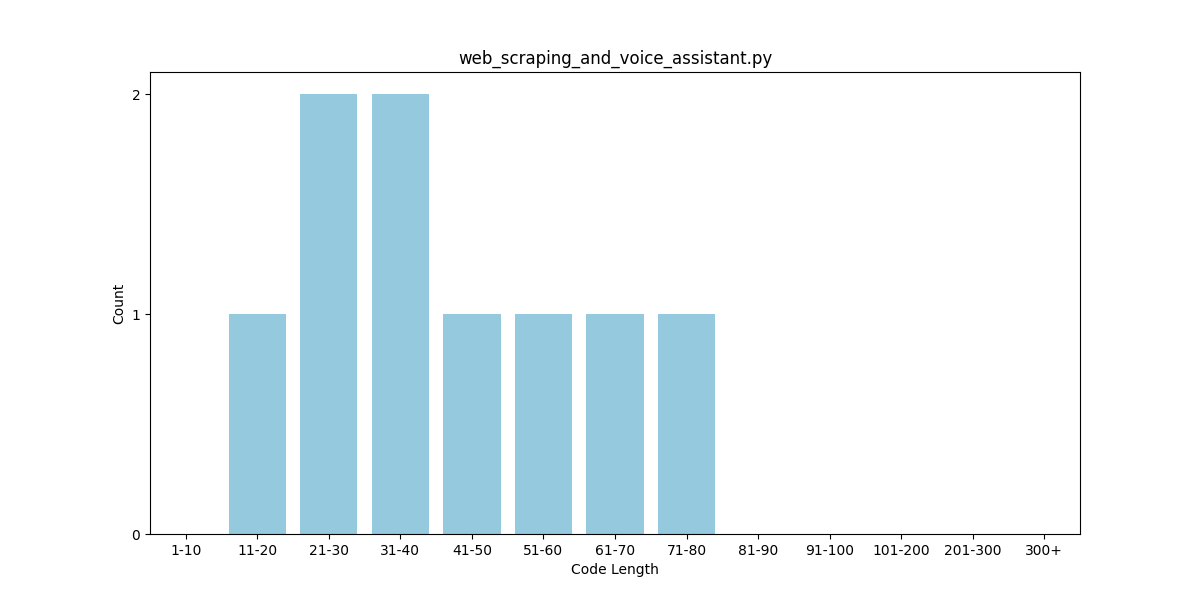 web_scraping_and_voice_assistant.py
2
1
0
Count
1-10 11-20 21-30 31-40 41-50 51-60 61-70 71-80 81-90 91-100 101-200 201-300 300+
Code Length